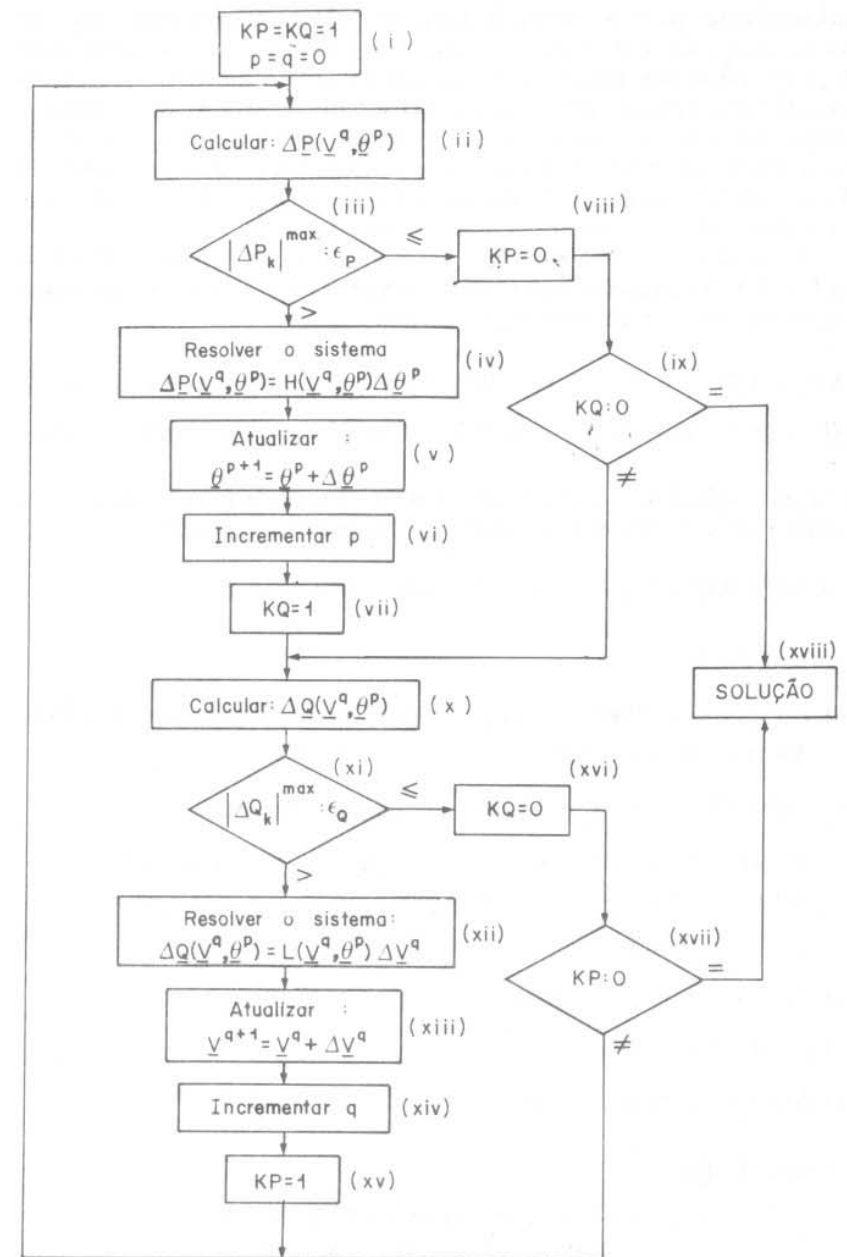 KP=KQ=1 (i)
p=q=0
Calcular: ΔP(V^q,θ^p) (ii)
(iii)
|ΔP_k|^max : ϵ_P
≤
>
(viii)
KP=0
Resolver o sistema (iv)
ΔP(V^q,θ^p)=H(V^q,θ^p)Δθ^p
(ix)
KQ:0
=
≠
Atualizar : (v)
θ^p+1=θ^p+Δθ^p
Incrementar p (vi)
KQ=1 (vii)
(xviii)
SOLUÇÃO
Calcular: ΔQ(V^q,θ^p) (x)
(xi)
|ΔQ_k|^max : ϵ_Q
≤
>
(xvi)
KQ=0
Resolver o sistema: (xii)
ΔQ(V^q,θ^p)=L(V^q,θ^p)ΔV^q
(xvii)
KP:0
=
≠
Atualizar : (xiii)
V^q+1=V^q+ΔV^q
Incrementar q (xiv)
KP=1 (xv)